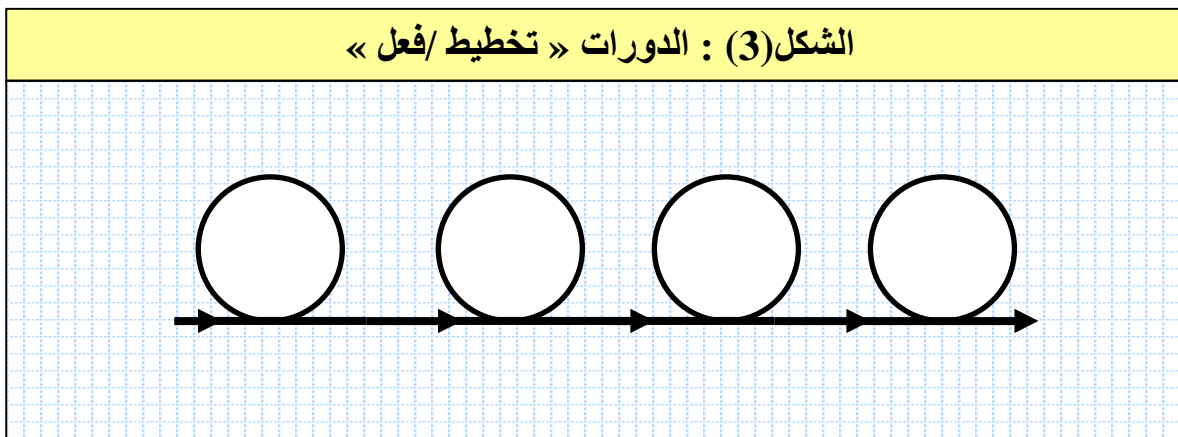 الشكل(3) : الدورات « تخطيط /فعل »